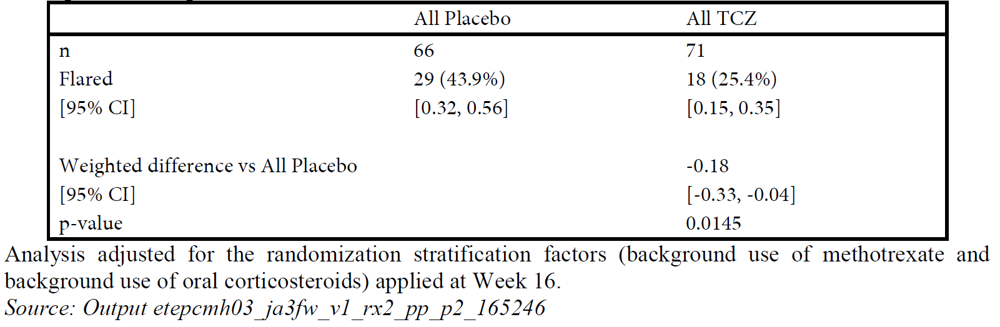 All Placebo All TCZ
n 66 71
Flared 29 (43.9%) 18 (25.4%)
[95% CI] [0.32, 0.56] [0.15, 0.35]
Weighted difference vs All Placebo -0.18
[95% CI] [-0.33, -0.04]
p-value 0.0145
Analysis adjusted for the randomization stratification factors (background use of methotrexate and
background use of oral corticosteroids) applied at Week 16.
Source: Output etepcmh03_ja3fw_v1_rx2_pp_p2_165246